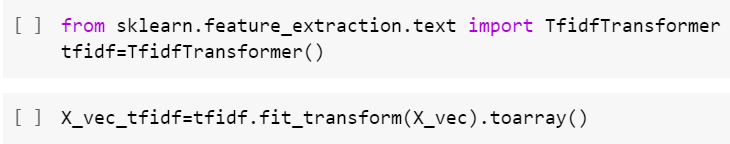 [ ] from sklearn.feature_extraction.text import TfidfTransformer
tfidf=TfidfTransformer()
[ ] X_vec_tfidf=tfidf.fit_transform(X_vec).toarray()